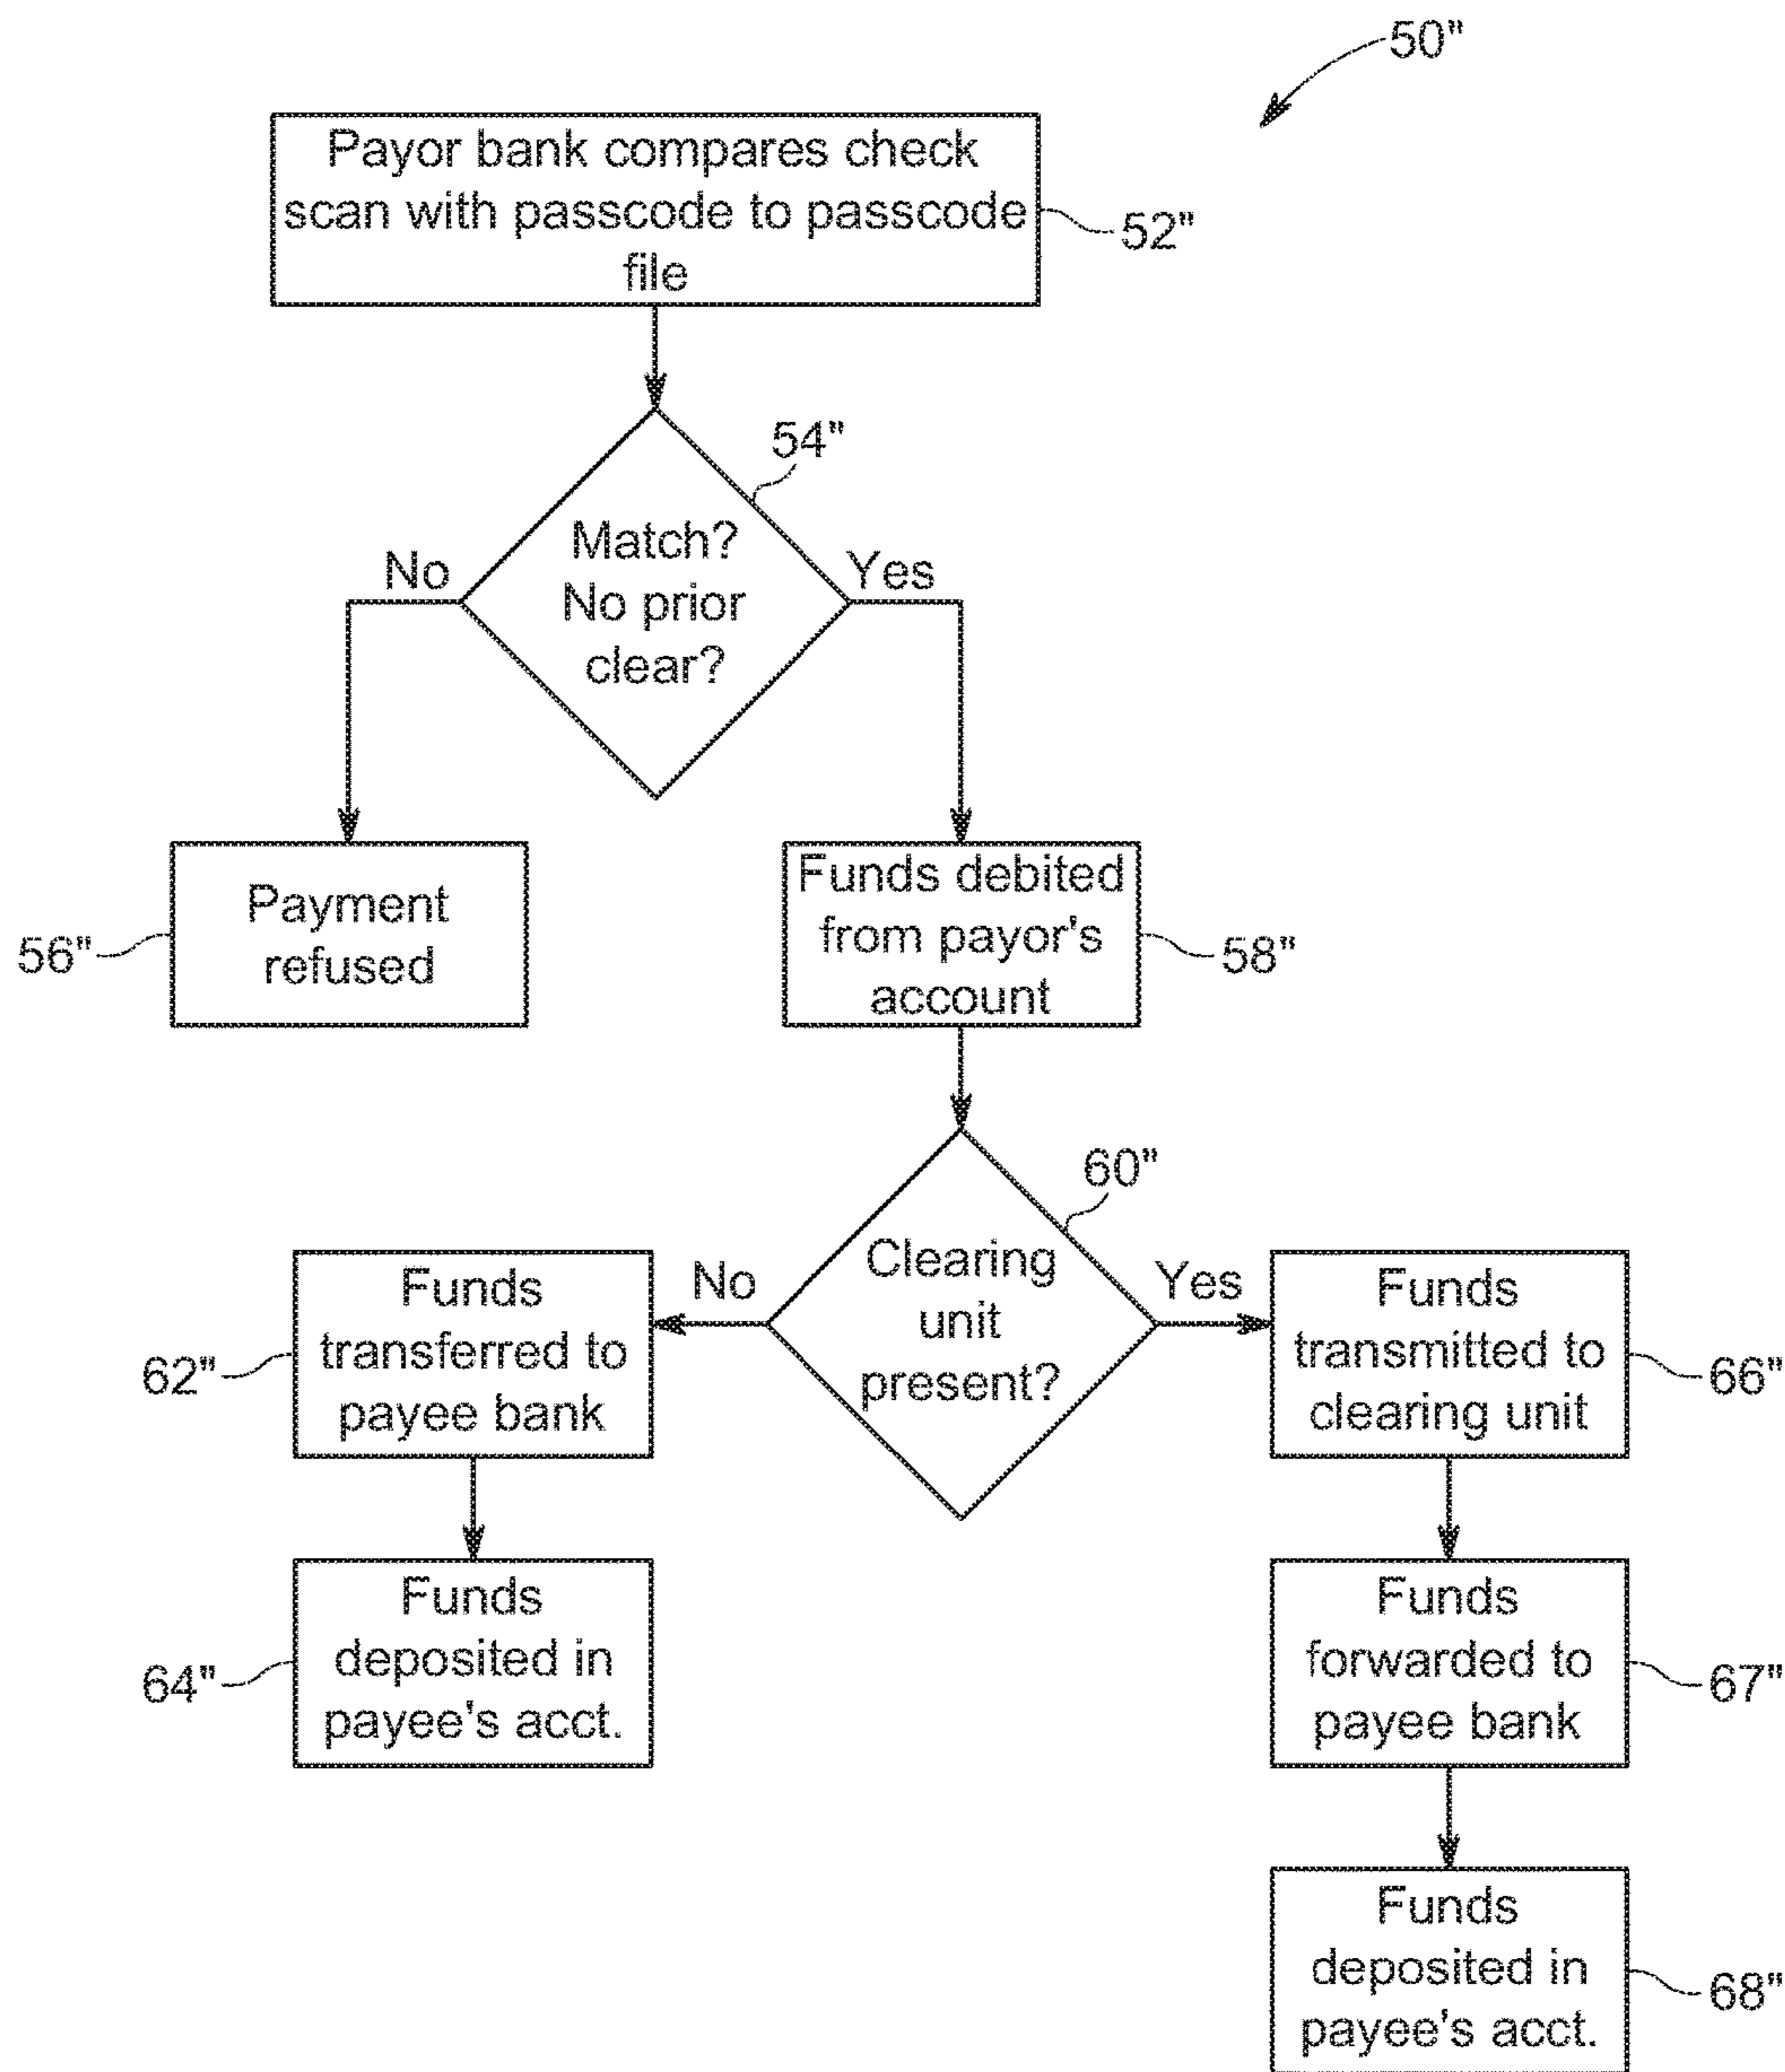 50"
Payor bank compares check
scan with passcode to passcode
file
52"
54"
Match?
No prior
clear?
No
Yes
Payment
refused
56"
Funds debited
from payor's
account
58"
60"
Clearing
unit
present?
No
Yes
Funds
transferred to
payee bank
62"
Funds
transmitted to
clearing unit
66"
Funds
deposited in
payee's acct.
64"
Funds
forwarded to
payee bank
67"
Funds
deposited in
payee's acct.
68"